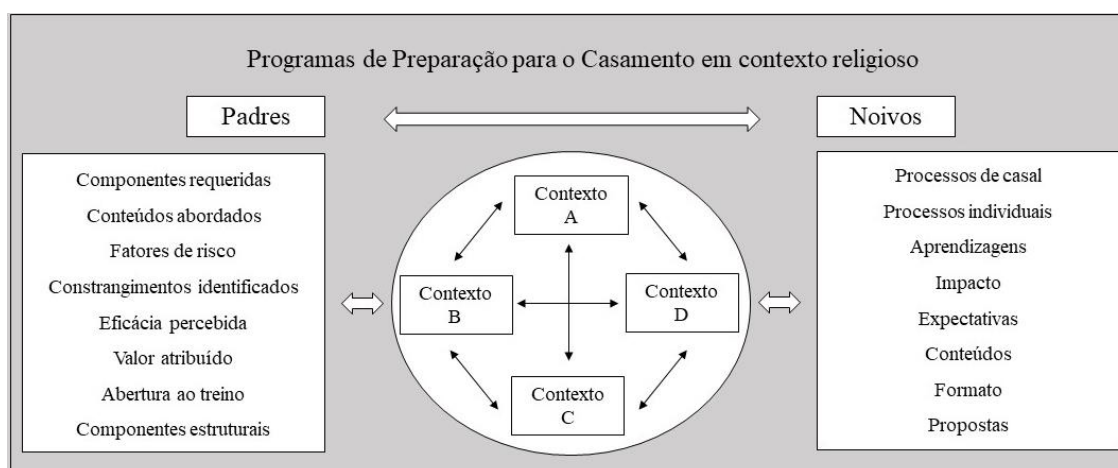 Programas de Preparação para o Casamento em contexto religioso
Padres
Noivos
Componentes requeridas
Conteúdos abordados
Fatores de risco
Constrangimentos identificados
Eficácia percebida
Valor atribuído
Abertura ao treino
Componentes estruturais
Contexto
A
Contexto
B
Contexto
D
Contexto
C
Processos de casal
Processos individuais
Aprendizagens
Impacto
Expectativas
Conteúdos
Formato
Propostas